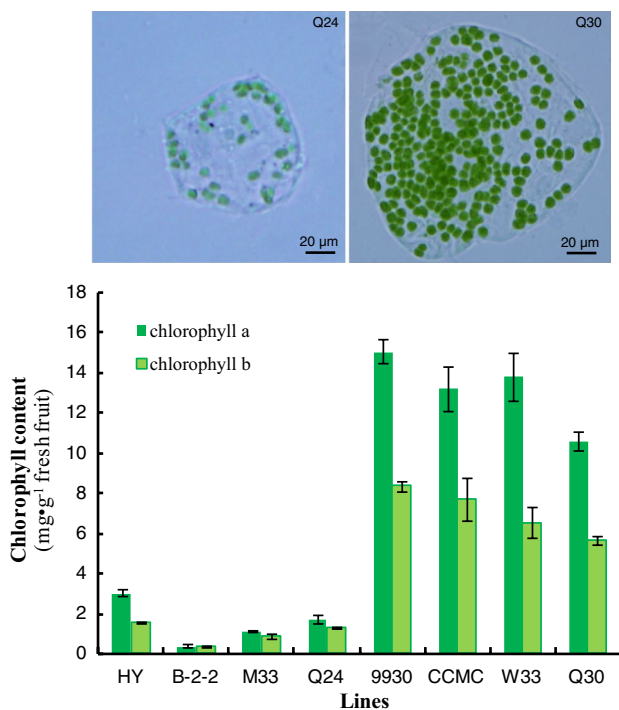 Q24
Q30
20 μm
20 μm
18
16
14
12
10
8
6
4
2
0
chlorophyll a
chlorophyll b
Chlorophyll content
(mg•g⁻¹ fresh fruit)
HY B-2-2 M33 Q24 9930 CCMC W33 Q30
Lines